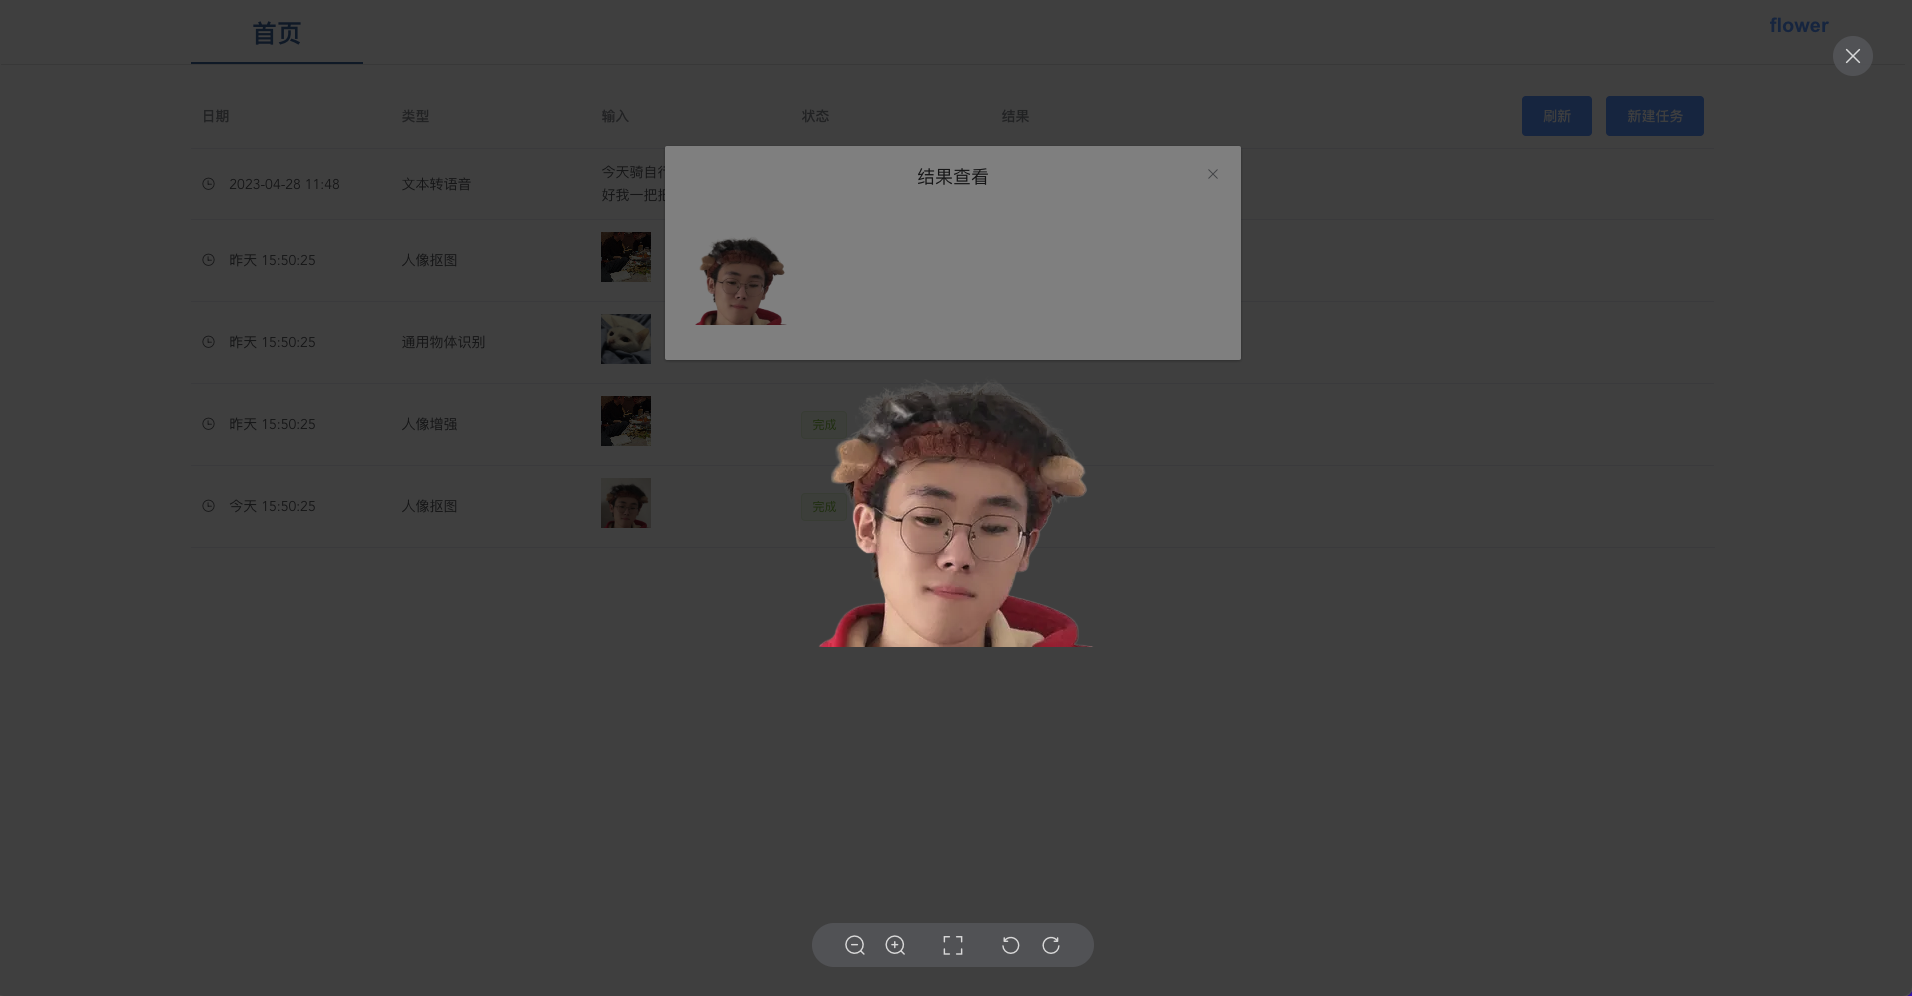 首页
flower
日期 类型 输入 状态 结果 刷新 新建任务
结果查看
2023-04-28 11:48 文本转语音 今天骑自行
好我一把把
昨天 15:50:25 人像抠图
昨天 15:50:25 通用物体识别
昨天 15:50:25 人像增强 完成
今天 15:50:25 人像抠图 完成